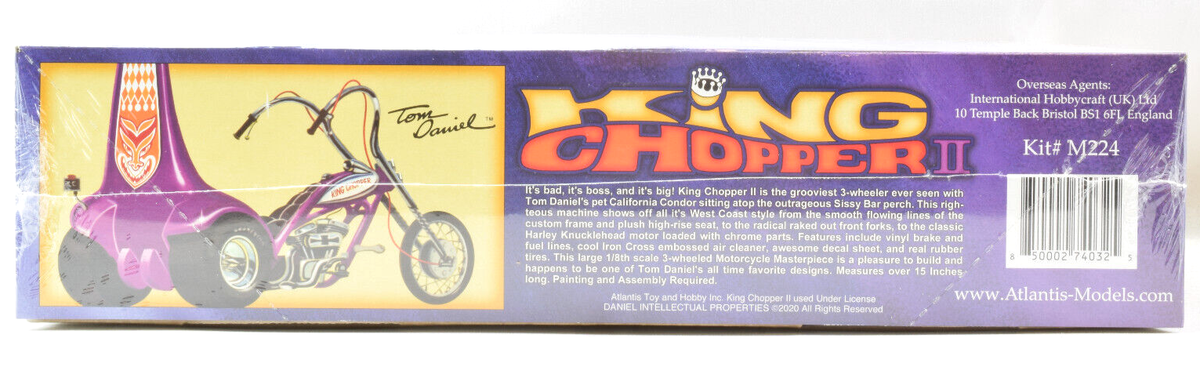 Tom
Daniel ™
KING CHOPPER
KING
CHOPPER II
It's bad, it's boss, and it's big! King Chopper II is the grooviest 3-wheeler ever seen with
Tom Daniel's pet California Condor sitting atop the outrageous Sissy Bar perch. This righ-
teous machine shows off all it's West Coast style from the smooth flowing lines of the
custom frame and plush high-rise seat, to the radical raked out front forks, to the classic
Harley Knucklehead motor loaded with chrome parts. Features include vinyl brake and
fuel lines, cool Iron Cross embossed air cleaner, awesome decal sheet, and real rubber
tires. This large 1/8th scale 3-wheeled Motorcycle Masterpiece is a pleasure to build and
happens to be one of Tom Daniel's all time favorite designs. Measures over 15 Inches
long. Painting and Assembly Required.
Atlantis Toy and Hobby Inc. King Chopper II used Under License
DANIEL INTELLECTUAL PROPERTIES ©2020 All Rights Reserved
Overseas Agents:
International Hobbycraft (UK) Ltd
10 Temple Back Bristol BS1 6FL England
Kit# M224
8 50002 74032 5
www.Atlantis-Models.com